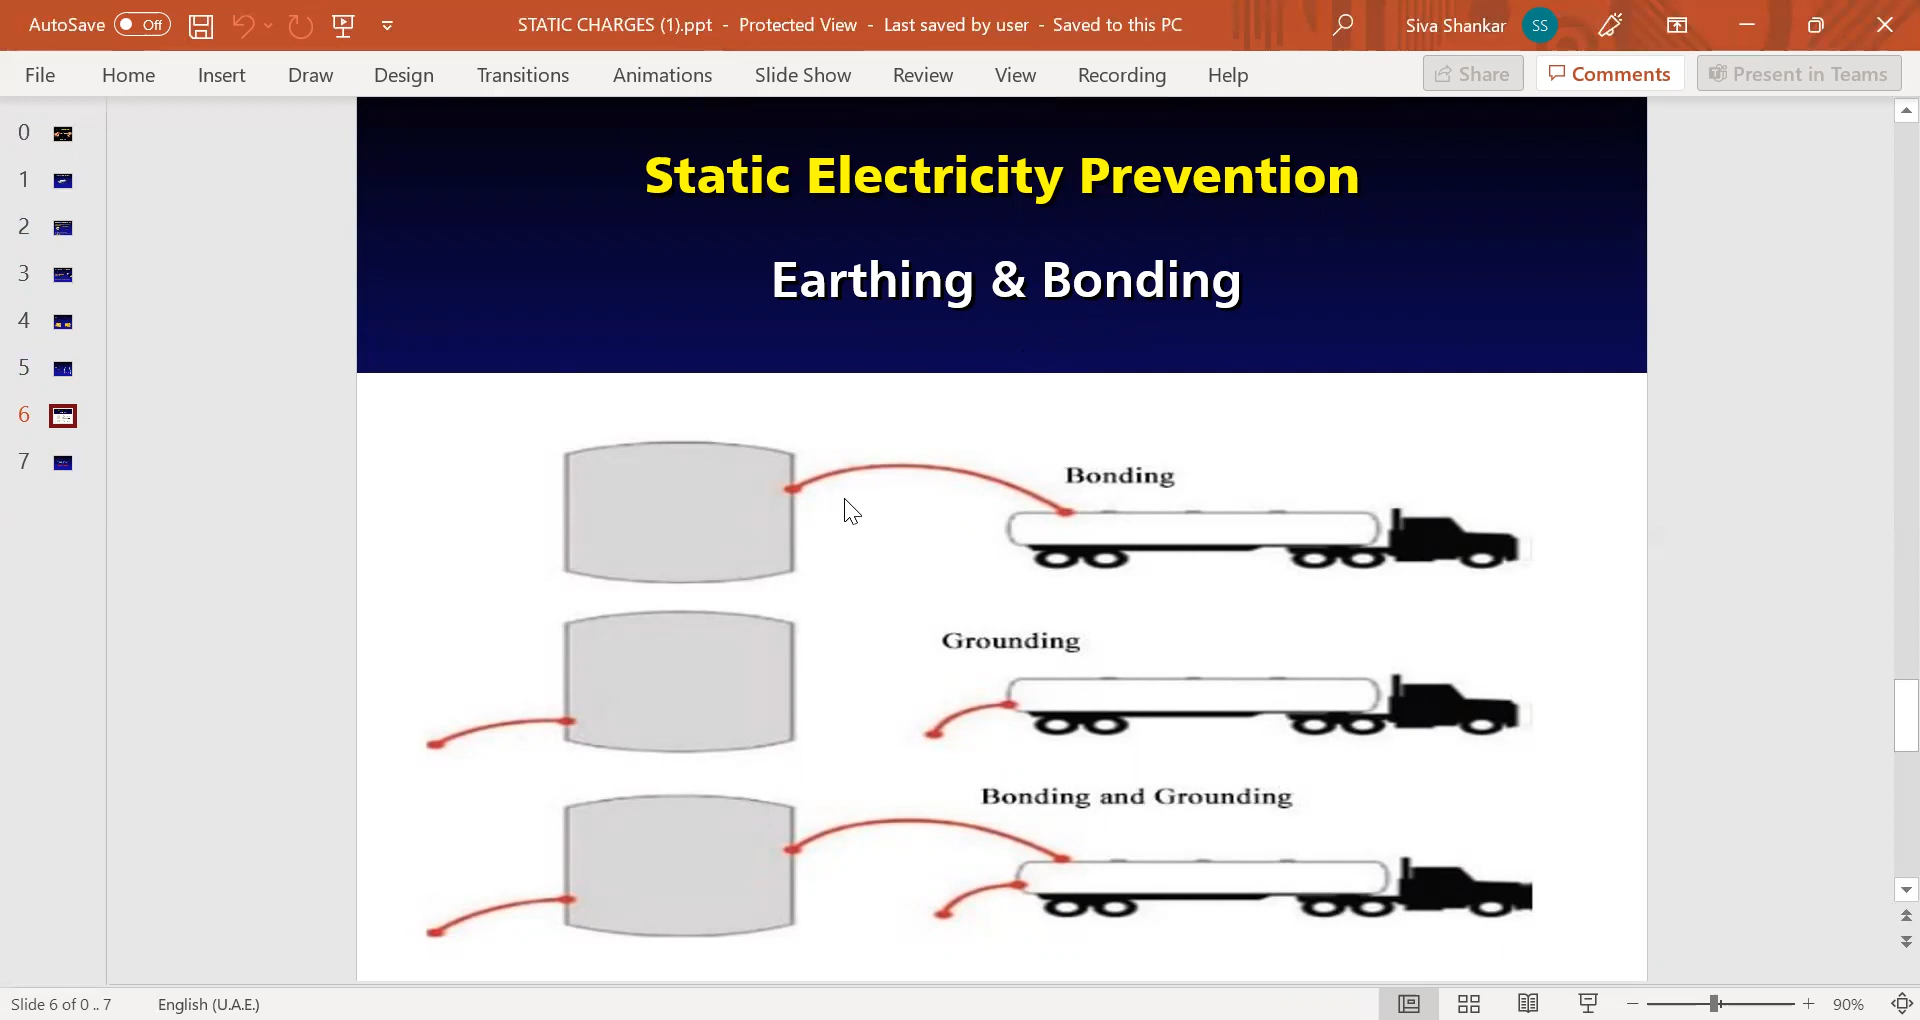 AutoSave Off STATIC CHARGES (1).ppt - Protected View - Last saved by user - Saved to this PC Siva Shankar SS
File Home Insert Draw Design Transitions Animations Slide Show Review View Recording Help Share Comments Present in Teams
0
1
2
3
4
5
6
7
Static Electricity Prevention
Earthing & Bonding
Bonding
Grounding
Bonding and Grounding
Slide 6 of 0 .. 7 English (U.A.E.) 90%